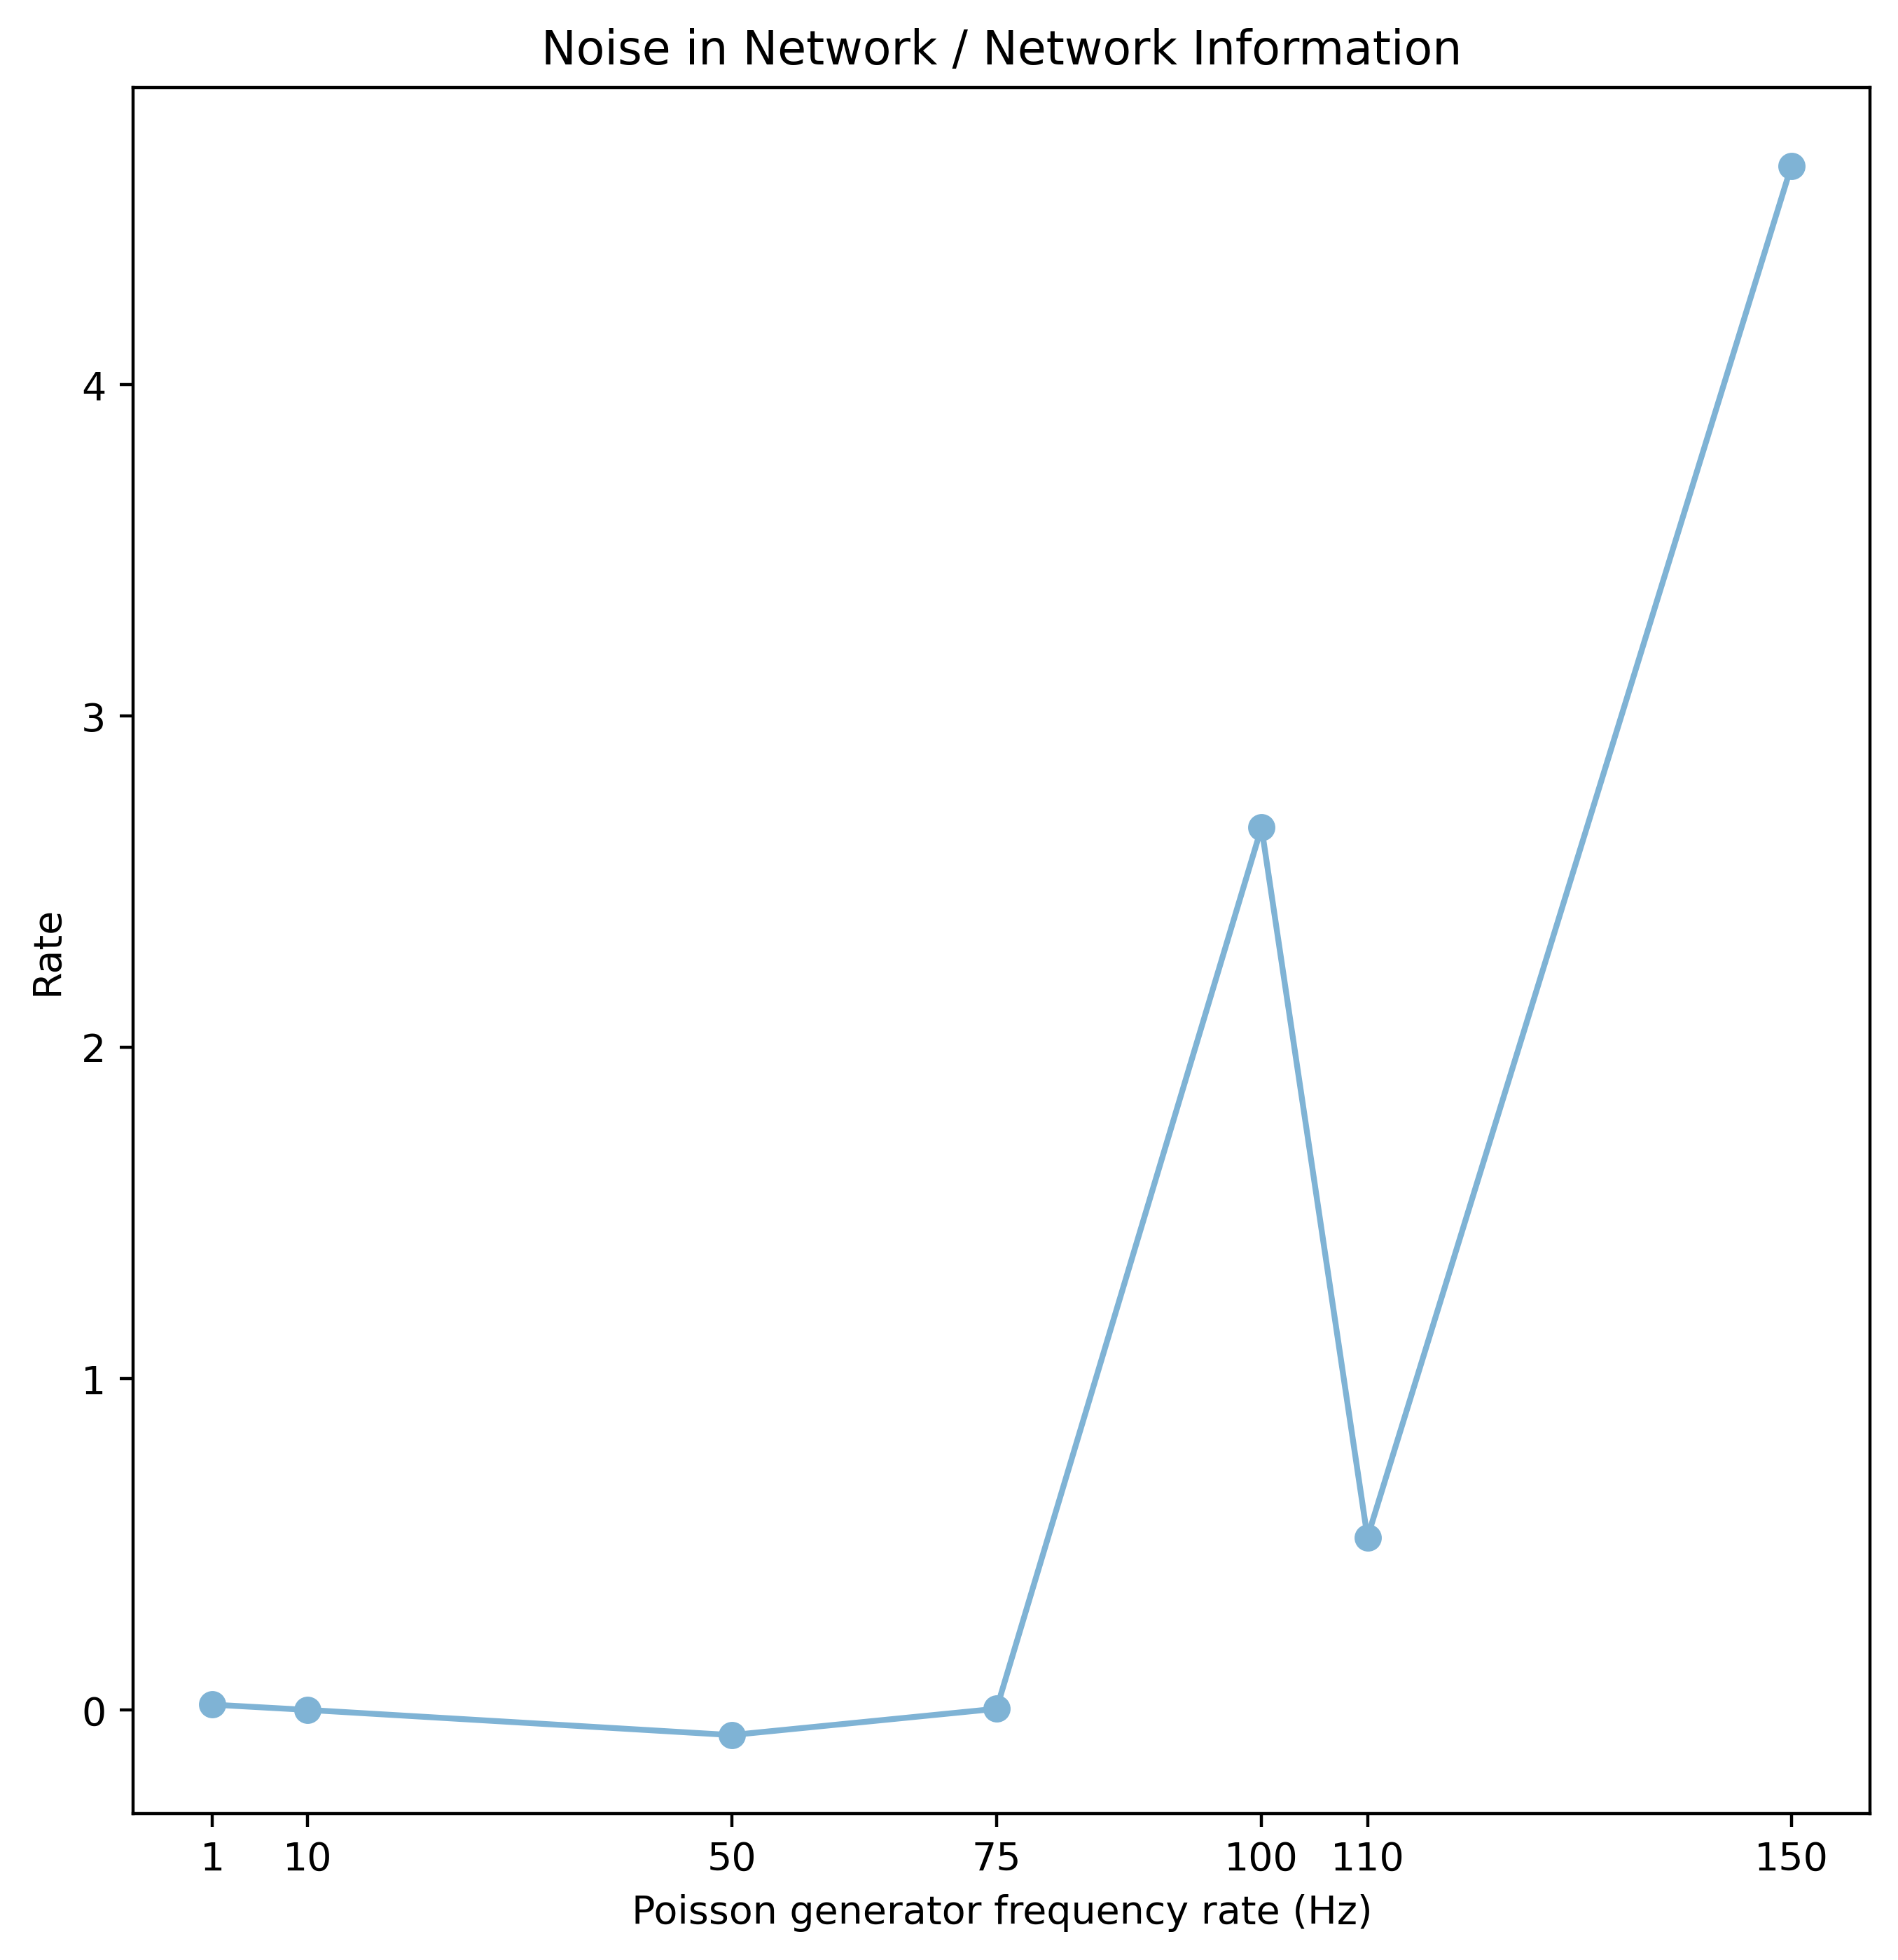 Noise in Network / Network Information
4
3
2
1
0
Rate
1 10 50 75 100 110 150
Poisson generator frequency rate (Hz)